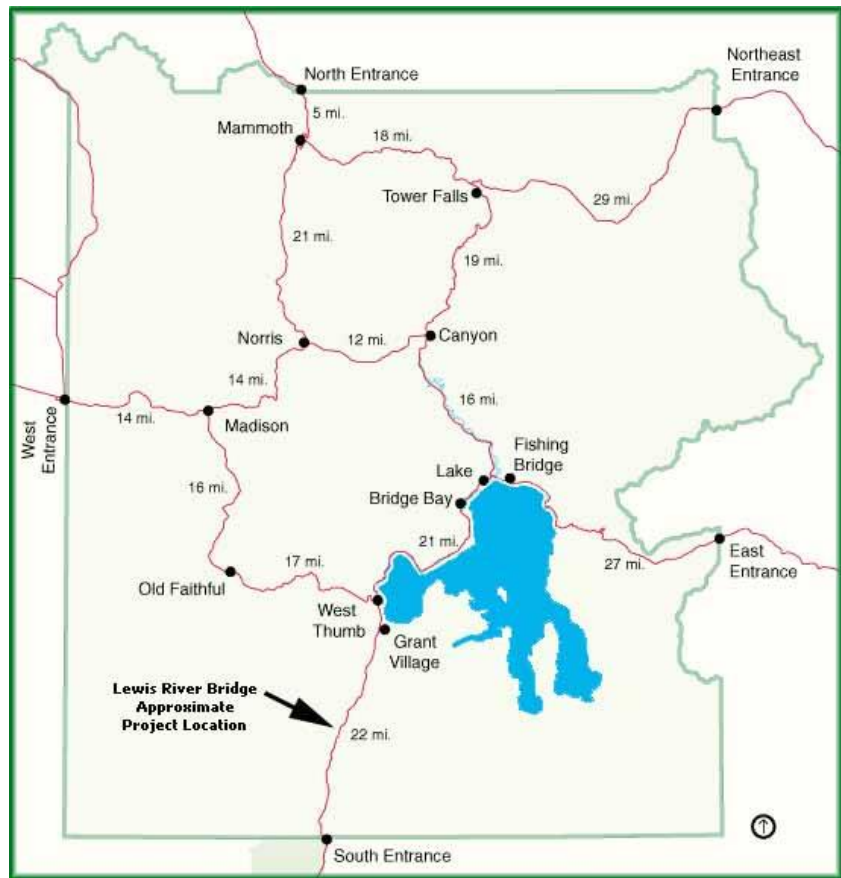 North Entrance
Northeast
Entrance
5 mi.
Mammoth
18 mi.
Tower Falls
29 mi.
21 mi.
19 mi.
Norris
12 mi.
Canyon
14 mi.
16 mi.
West
Entrance
14 mi.
Madison
Fishing
Bridge
Lake
16 mi.
Bridge Bay
21 mi.
East
Entrance
27 mi.
17 mi.
Old Faithful
West
Thumb
Grant
Village
Lewis River Bridge
Approximate
Project Location
22 mi.
South Entrance